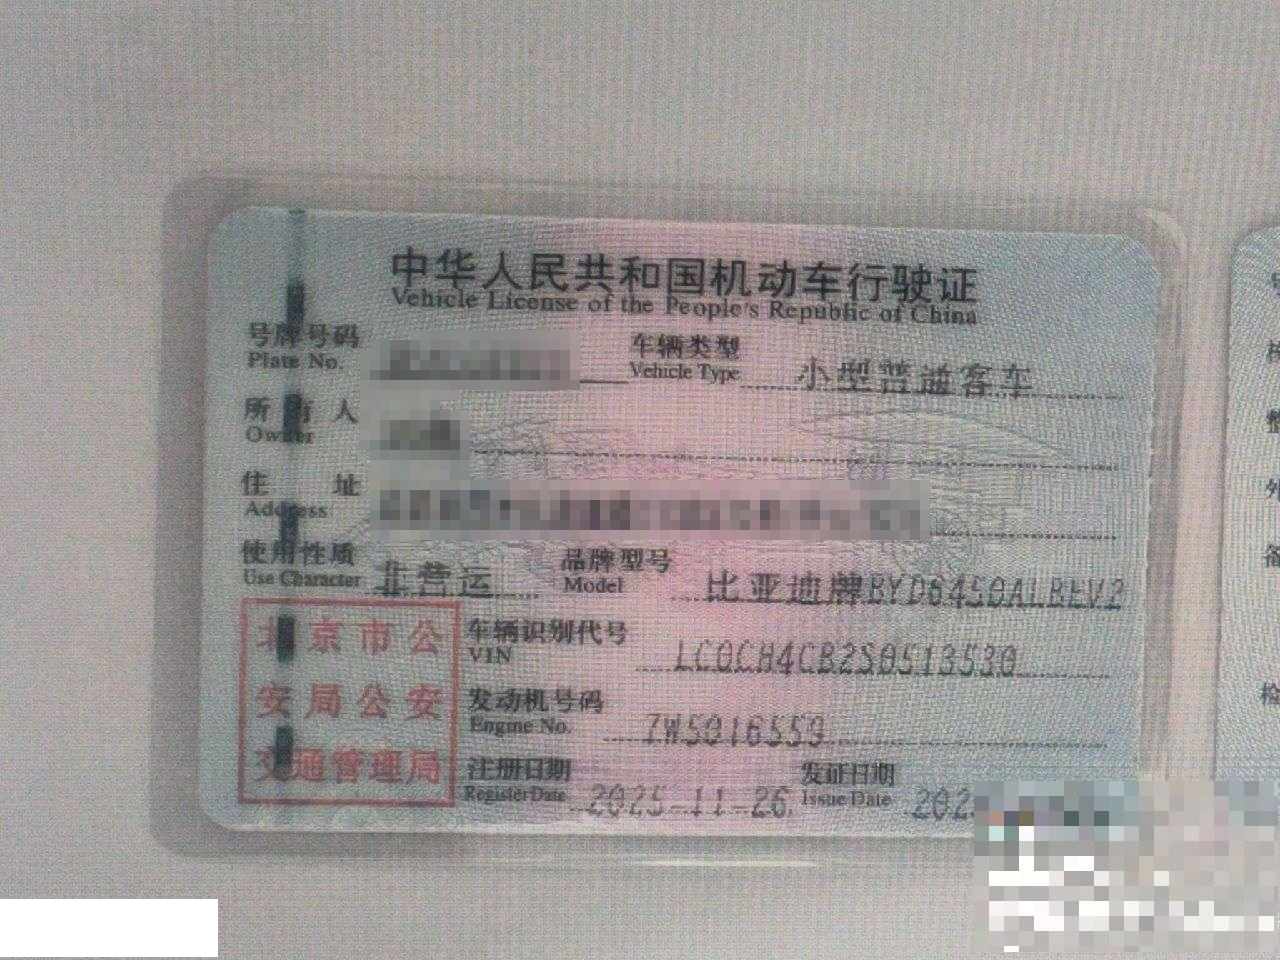 中华人民共和国机动车行驶证
Vehicle License of the People's Republic of China
号牌号码 车辆类型 小型普通客车
Plate No. Vehicle Type
所有人
Owner
住址
Address
使用性质 非营运 品牌型号 比亚迪牌BYD6450ALBEV2
Use Character Model
北京市公
安局公安
交通管理局
车辆识别代号 LC0CH4CB2S0513530
VIN
发动机号码 ZW5016550
Engine No.
注册日期 2025-11-26 发证日期 202
Register Date Issue Date